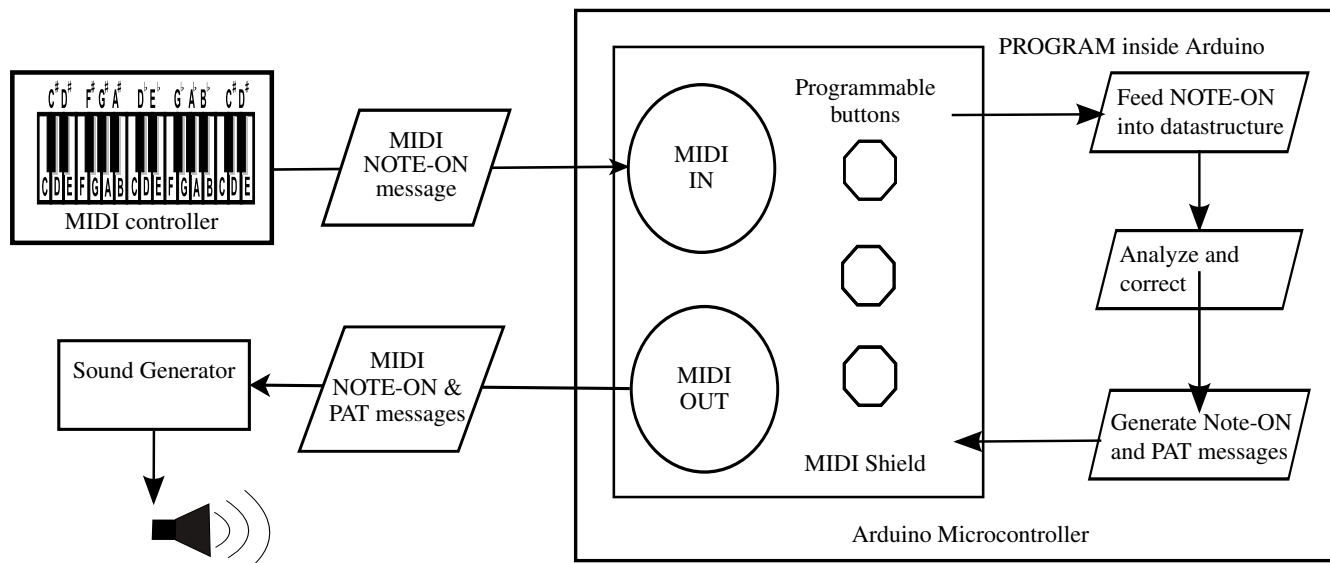 C♯ D♯ F♯ G♯ A♯ D♭ E♭ G♭ A♭ B♭ C♯ D♯
C D E F G A B C D E F G A B C D E
MIDI controller
MIDI
NOTE-ON
message
MIDI
IN
Programmable
buttons
PROGRAM inside Arduino
Feed NOTE-ON
into datastructure
Analyze and
correct
Generate Note-ON
and PAT messages
MIDI
OUT
MIDI Shield
Arduino Microcontroller
MIDI
NOTE-ON &
PAT messages
Sound Generator